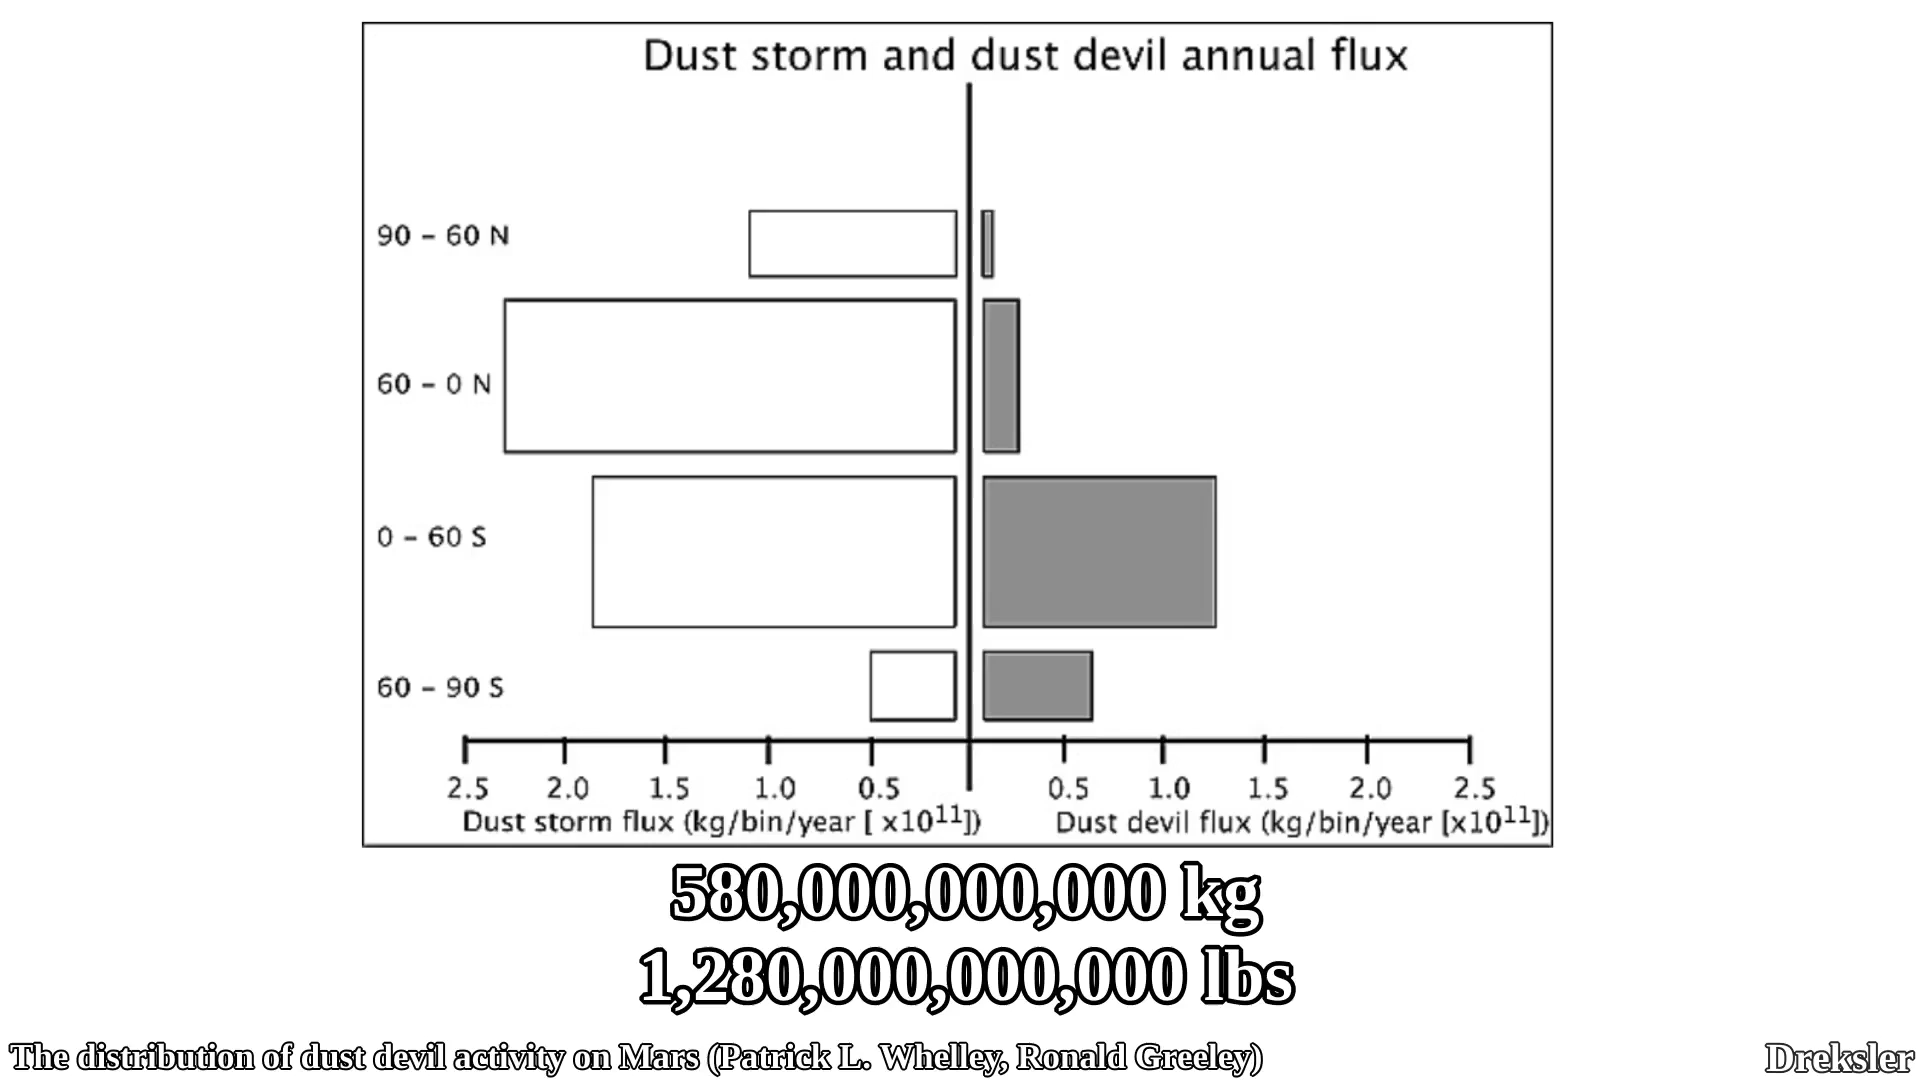 Dust storm and dust devil annual flux
90 – 60 N
60 – 0 N
0 – 60 S
60 – 90 S
2.5 2.0 1.5 1.0 0.5 0.5 1.0 1.5 2.0 2.5
Dust storm flux (kg/bin/year [ x10¹¹]) Dust devil flux (kg/bin/year [x10¹¹])
580,000,000,000 kg
1,280,000,000,000 lbs
The distribution of dust devil activity on Mars (Patrick L. Whelley, Ronald Greeley) Dreksler